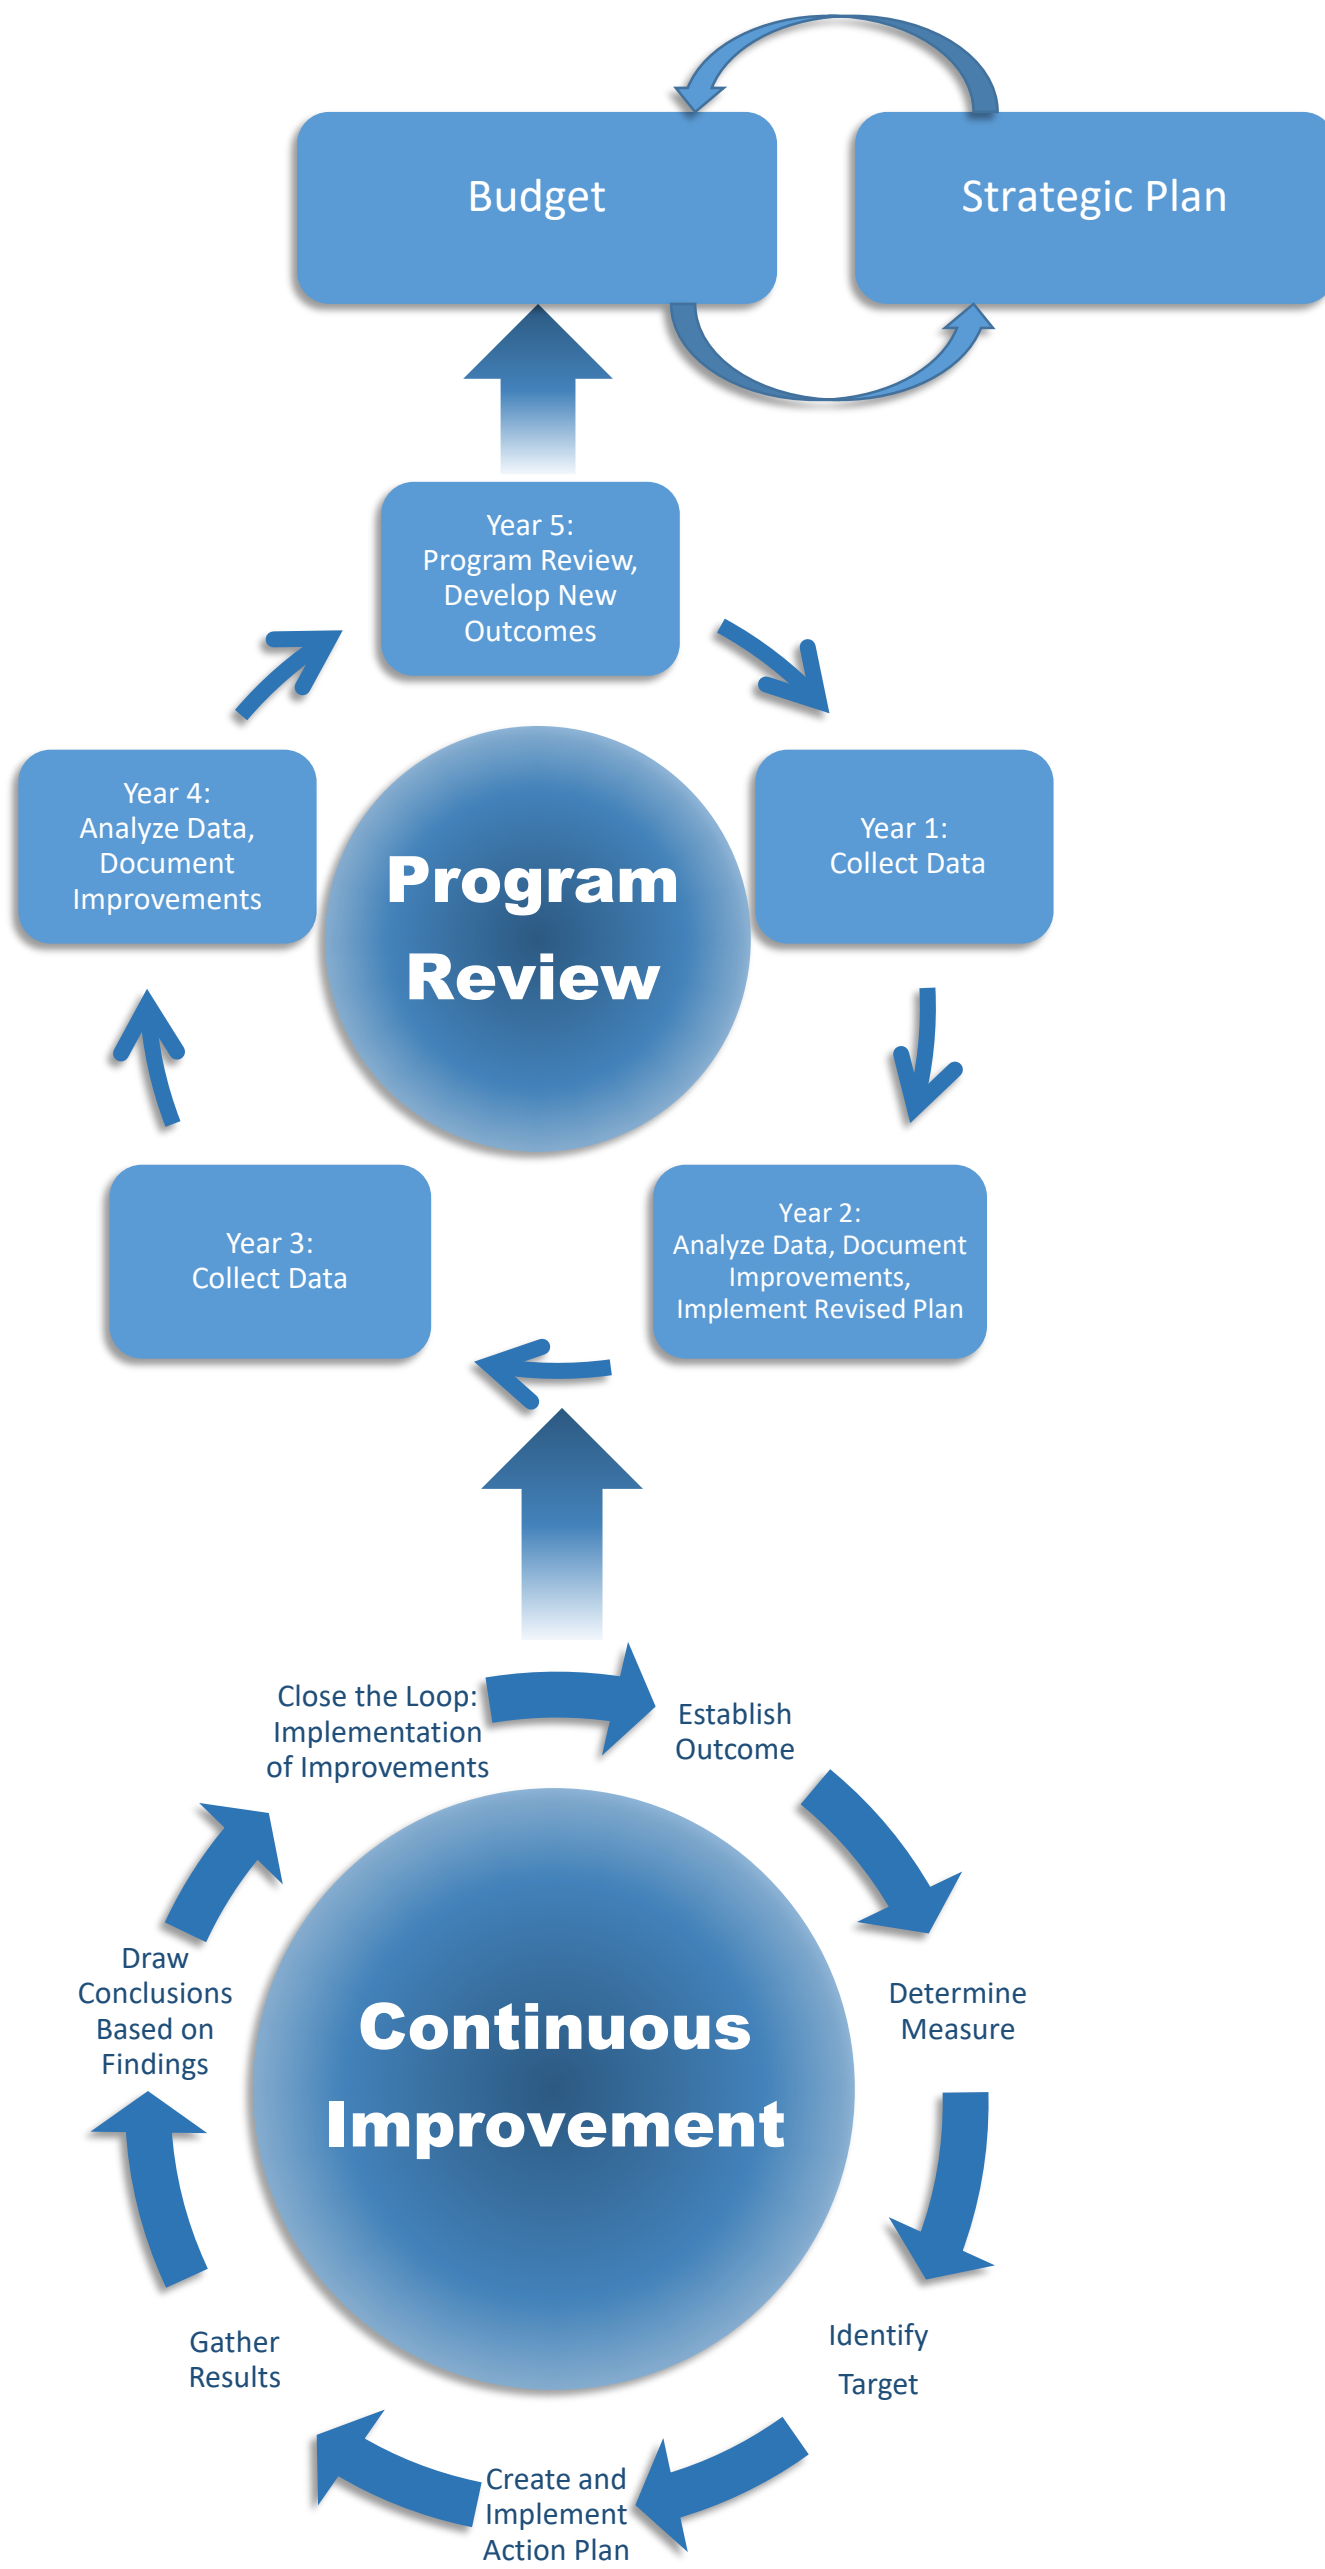 Budget
Strategic Plan
Year 5:
Program Review,
Develop New
Outcomes
Year 4:
Analyze Data,
Document
Improvements
Program
Review
Year 1:
Collect Data
Year 3:
Collect Data
Year 2:
Analyze Data, Document
Improvements,
Implement Revised Plan
Close the Loop:
Implementation
of Improvements
Establish
Outcome
Draw
Conclusions
Based on
Findings
Continuous
Improvement
Determine
Measure
Gather
Results
Identify
Target
Create and
Implement
Action Plan